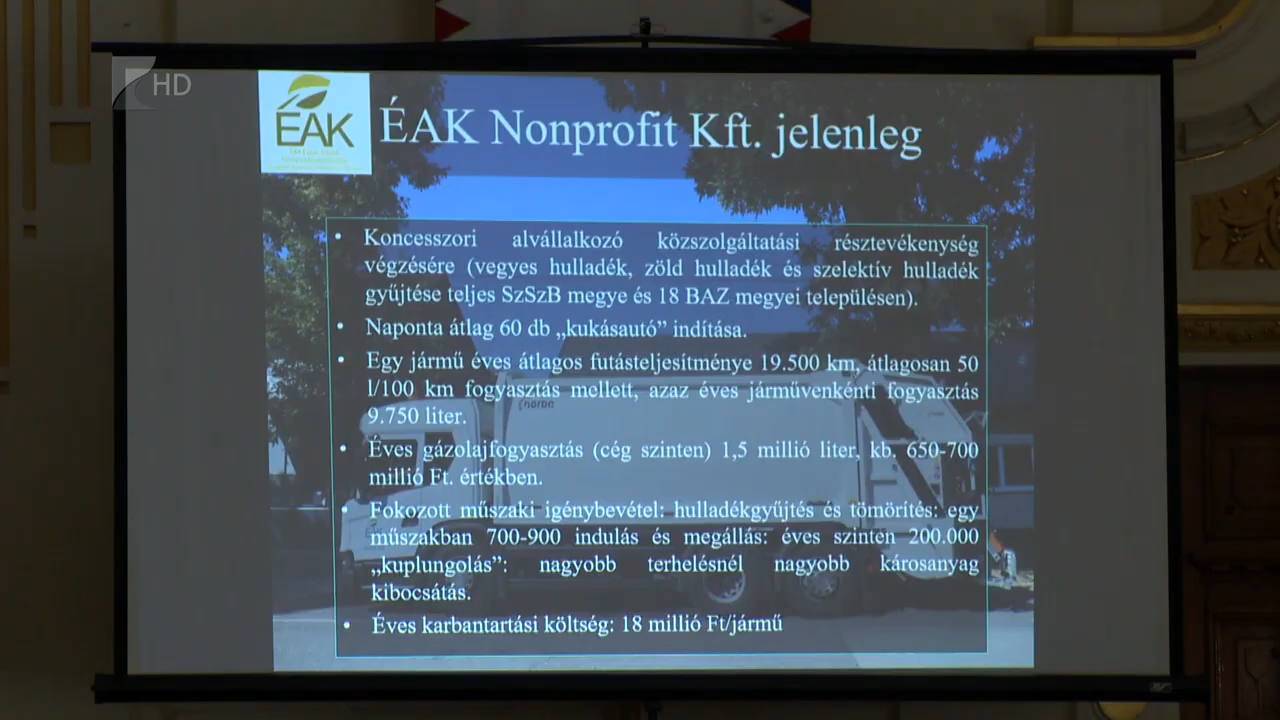 HD
ÉAK
ÉAK Nonprofit Kft. jelenleg
• Koncesszori alvállalkozó közszolgáltatási résztevékenység
végzésére (vegyes hulladék, zöld hulladék és szelektív hulladék
gyűjtése teljes SzSzB megye és 18 BAZ megyei településen).
• Naponta átlag 60 db „kukásautó” indítása.
• Egy jármű éves átlagos futásteljesítménye 19.500 km, átlagosan 50
l/100 km fogyasztás mellett, azaz éves járművenkénti fogyasztás
9.750 liter.
norba
• Éves gázolajfogyasztás (cég szinten) 1,5 millió liter, kb. 650-700
millió Ft. értékben.
• Fokozott műszaki igénybevétel: hulladékgyűjtés és tömörítés: egy
műszakban 700-900 indulás és megállás: éves szinten 200.000
„kuplungolás”: nagyobb terhelésnél nagyobb károsanyag
kibocsátás.
ÉAK
• Éves karbantartási költség: 18 millió Ft/jármű